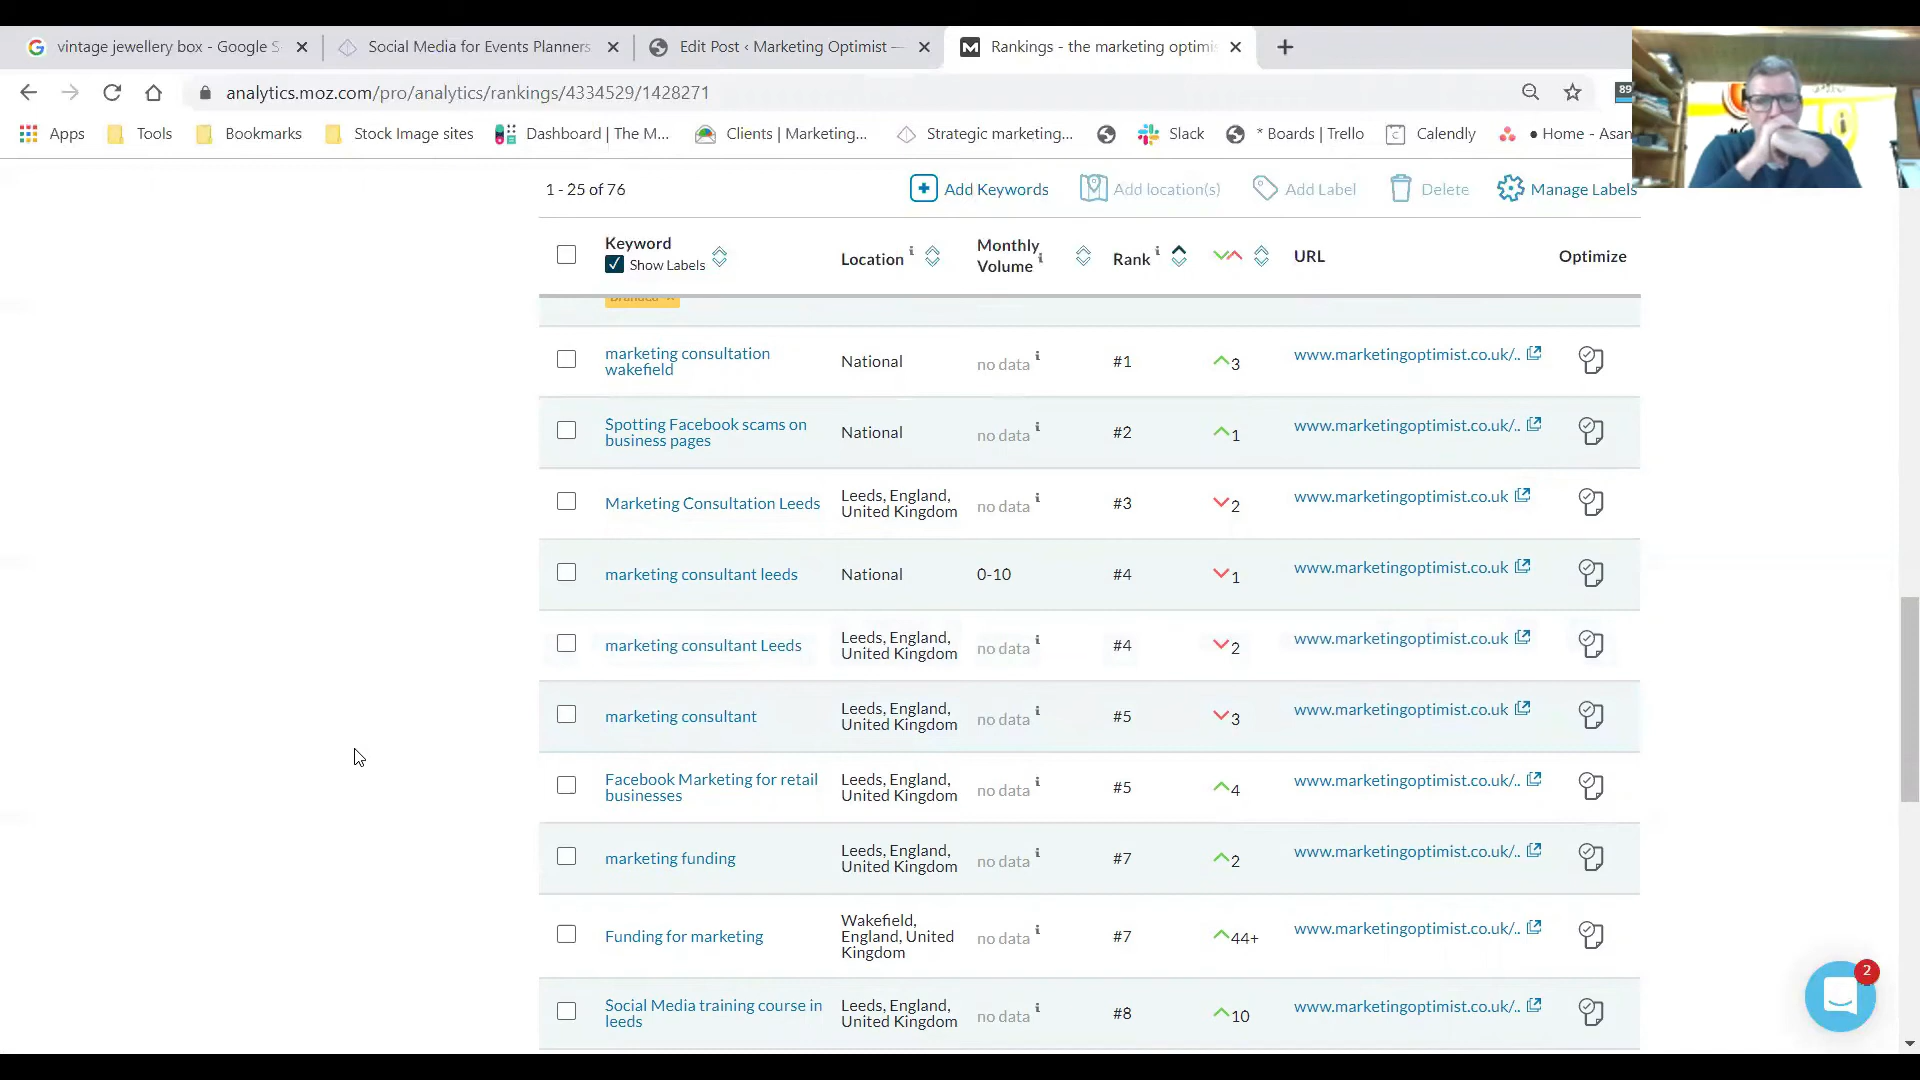 vintage jewellery box - Google S
Social Media for Events Planners
Edit Post ‹ Marketing Optimist —
Rankings - the marketing optimis
analytics.moz.com/pro/analytics/rankings/4334529/1428271
89
Apps
Tools
Bookmarks
Stock Image sites
Dashboard | The M...
Clients | Marketing...
Strategic marketing...
Slack
* Boards | Trello
Calendly
● Home - Asan
1 - 25 of 76
Add Keywords
Add location(s)
Add Label
Delete
Manage Labels
Keyword
Show Labels
Location
Monthly
Volume
Rank
URL
Optimize
marketing consultation
wakefield
National
no data
#1
3
www.marketingoptimist.co.uk/..
Spotting Facebook scams on
business pages
National
no data
#2
1
www.marketingoptimist.co.uk/..
Marketing Consultation Leeds
Leeds, England,
United Kingdom
no data
#3
2
www.marketingoptimist.co.uk
marketing consultant leeds
National
0-10
#4
1
www.marketingoptimist.co.uk
marketing consultant Leeds
Leeds, England,
United Kingdom
no data
#4
2
www.marketingoptimist.co.uk
marketing consultant
Leeds, England,
United Kingdom
no data
#5
3
www.marketingoptimist.co.uk
Facebook Marketing for retail
businesses
Leeds, England,
United Kingdom
no data
#5
4
www.marketingoptimist.co.uk/..
marketing funding
Leeds, England,
United Kingdom
no data
#7
2
www.marketingoptimist.co.uk/..
Funding for marketing
Wakefield,
England, United
Kingdom
no data
#7
44+
www.marketingoptimist.co.uk/..
Social Media training course in
leeds
Leeds, England,
United Kingdom
no data
#8
10
www.marketingoptimist.co.uk/..
2